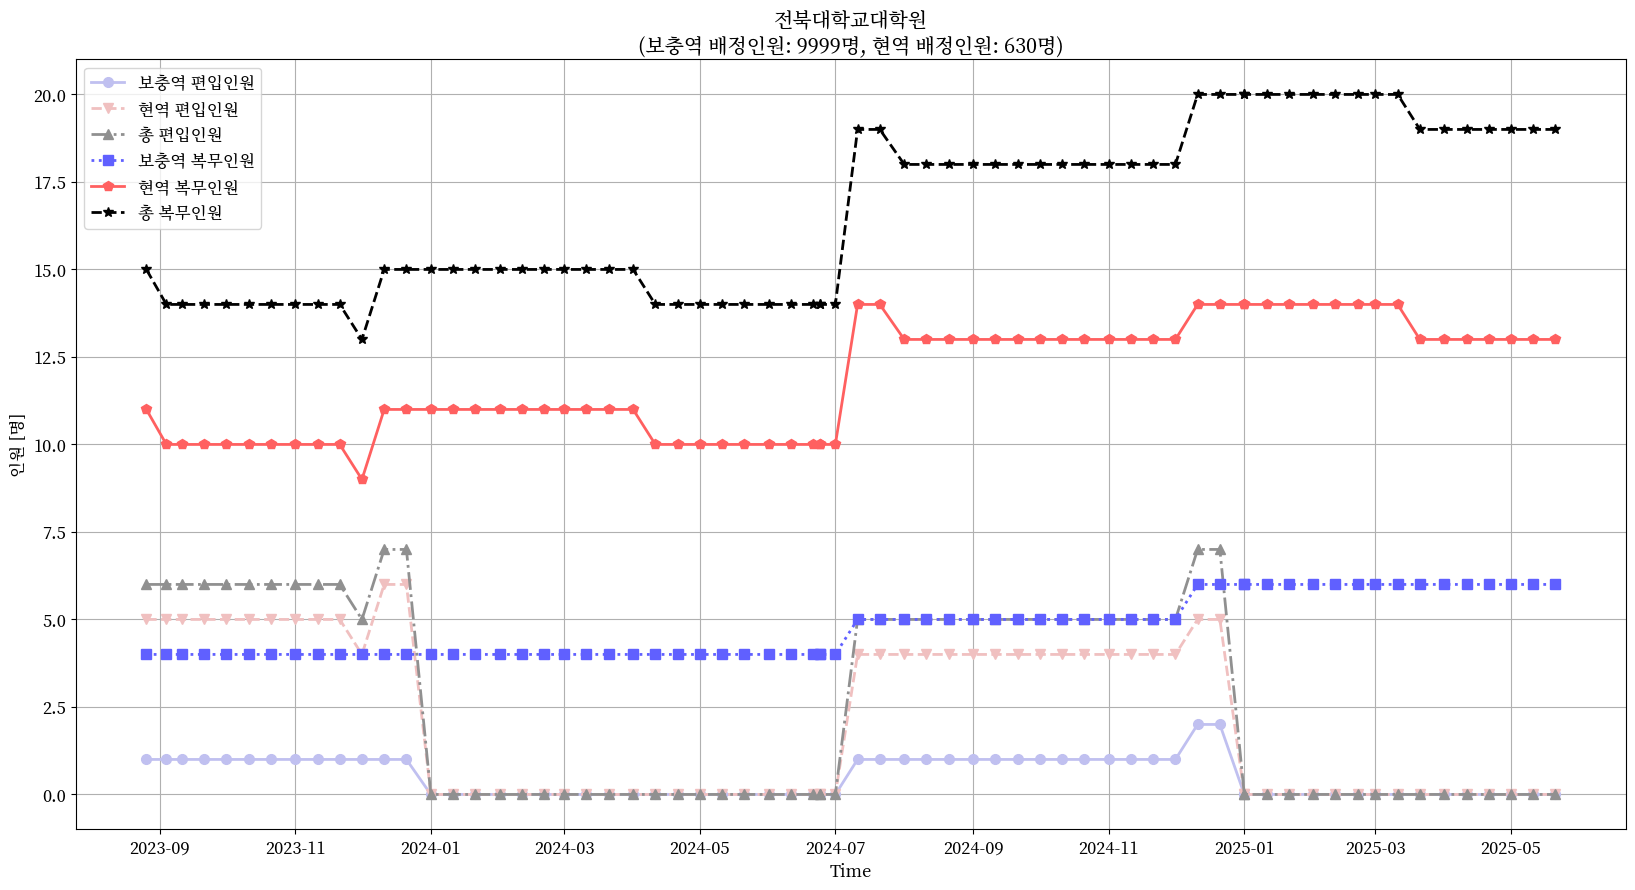 전북대학교대학원
(보충역 배정인원: 9999명, 현역 배정인원: 630명)
보충역 편입인원
현역 편입인원
총 편입인원
보충역 복무인원
현역 복무인원
총 복무인원
20.0
17.5
15.0
12.5
10.0
7.5
5.0
2.5
0.0
인원 [명]
2023-09 2023-11 2024-01 2024-03 2024-05 2024-07 2024-09 2024-11 2025-01 2025-03 2025-05
Time